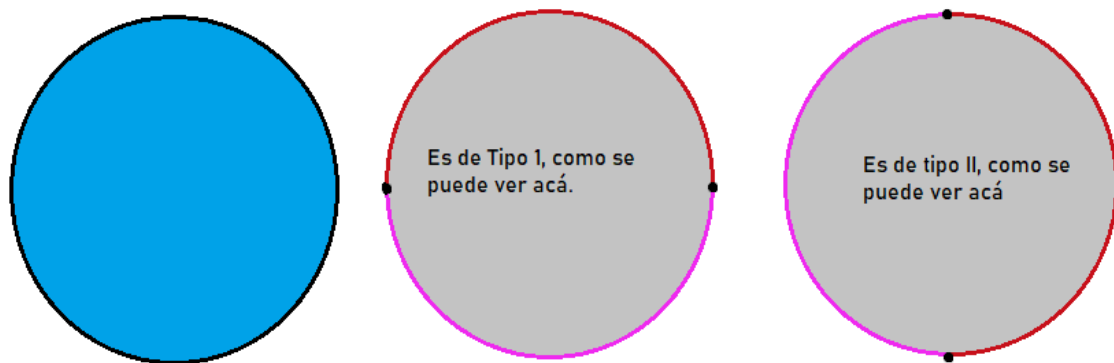 Es de Tipo 1, como se
puede ver acá.
Es de tipo II, como se
puede ver acá